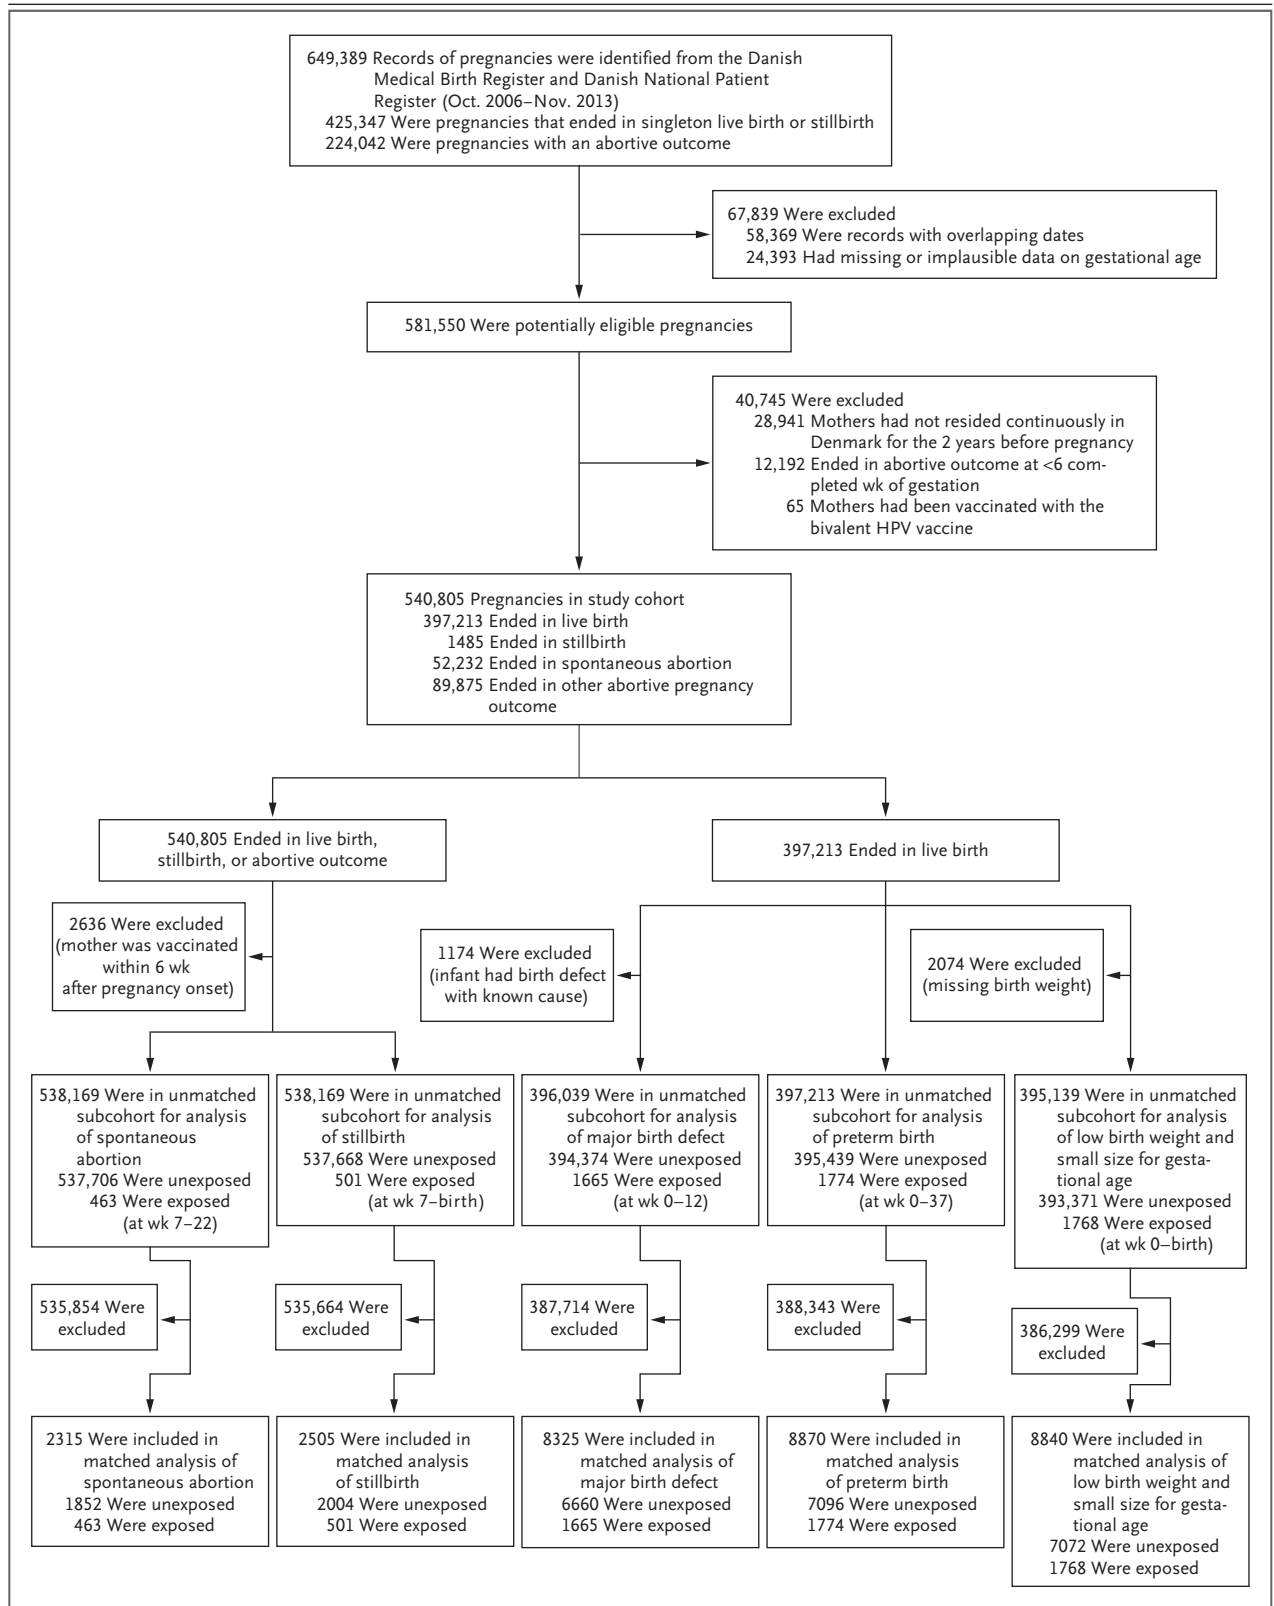 649,389 Records of pregnancies were identified from the Danish
Medical Birth Register and Danish National Patient
Register (Oct. 2006–Nov. 2013)
425,347 Were pregnancies that ended in singleton live birth or stillbirth
224,042 Were pregnancies with an abortive outcome
67,839 Were excluded
58,369 Were records with overlapping dates
24,393 Had missing or implausible data on gestational age
581,550 Were potentially eligible pregnancies
40,745 Were excluded
28,941 Mothers had not resided continuously in
Denmark for the 2 years before pregnancy
12,192 Ended in abortive outcome at <6 com-
pleted wk of gestation
65 Mothers had been vaccinated with the
bivalent HPV vaccine
540,805 Pregnancies in study cohort
397,213 Ended in live birth
1485 Ended in stillbirth
52,232 Ended in spontaneous abortion
89,875 Ended in other abortive pregnancy
outcome
540,805 Ended in live birth,
stillbirth, or abortive outcome
397,213 Ended in live birth
2636 Were excluded
(mother was vaccinated
within 6 wk
after pregnancy onset)
1174 Were excluded
(infant had birth defect
with known cause)
2074 Were excluded
(missing birth weight)
538,169 Were in unmatched
subcohort for analysis
of spontaneous
abortion
537,706 Were unexposed
463 Were exposed
(at wk 7–22)
538,169 Were in unmatched
subcohort for analysis
of stillbirth
537,668 Were unexposed
501 Were exposed
(at wk 7–birth)
396,039 Were in unmatched
subcohort for analysis
of major birth defect
394,374 Were unexposed
1665 Were exposed
(at wk 0–12)
397,213 Were in unmatched
subcohort for analysis
of preterm birth
395,439 Were unexposed
1774 Were exposed
(at wk 0–37)
395,139 Were in unmatched
subcohort for analysis
of low birth weight and
small size for gesta-
tional age
393,371 Were unexposed
1768 Were exposed
(at wk 0–birth)
535,854 Were
excluded
535,664 Were
excluded
387,714 Were
excluded
388,343 Were
excluded
386,299 Were
excluded
2315 Were included in
matched analysis of
spontaneous abortion
1852 Were unexposed
463 Were exposed
2505 Were included in
matched analysis
of stillbirth
2004 Were unexposed
501 Were exposed
8325 Were included in
matched analysis of
major birth defect
6660 Were unexposed
1665 Were exposed
8870 Were included in
matched analysis
of preterm birth
7096 Were unexposed
1774 Were exposed
8840 Were included in
matched analysis of
low birth weight and
small size for gesta-
tional age
7072 Were unexposed
1768 Were exposed